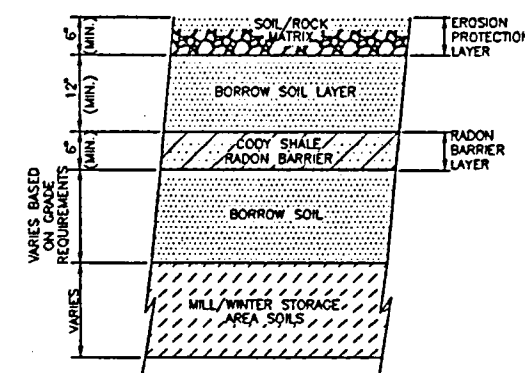 SOIL/ROCK
MATRIX
EROSION
PROTECTION
LAYER
6"
(MIN.)
12"
(MIN.)
BORROW SOIL LAYER
6"
(MIN.)
CODY SHALE
RADON BARRIER
RADON
BARRIER
LAYER
VARIES BASED
ON GRADE
REQUIREMENTS
BORROW SOIL
VARIES
MILL/WINTER STORAGE
AREA SOILS